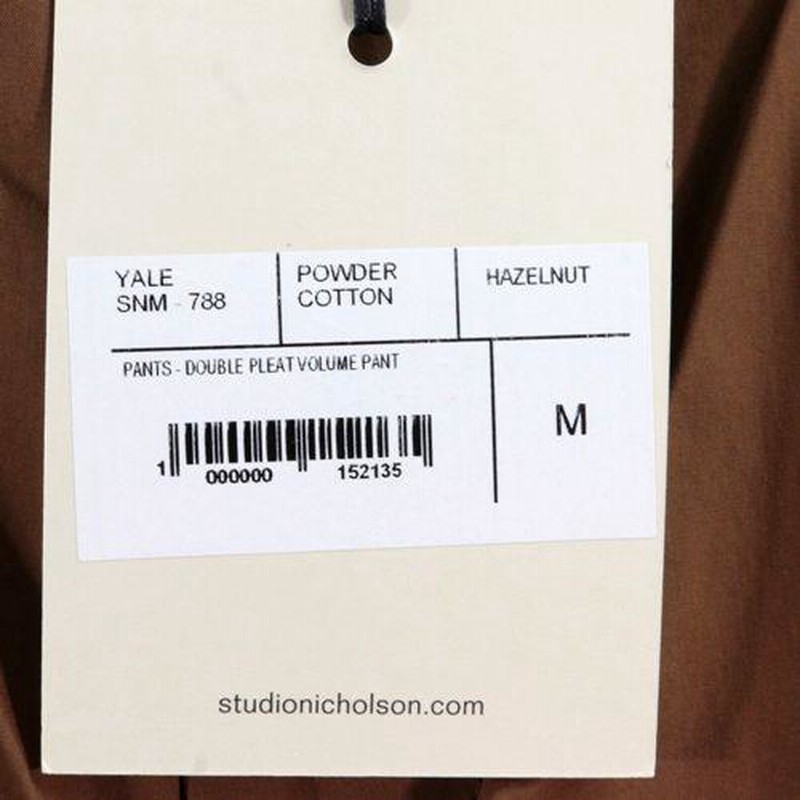 YALE
SNM - 788
POWDER
COTTON
HAZELNUT
PANTS - DOUBLE PLEAT VOLUME PANT
M
1 000000 152135
studionicholson.com